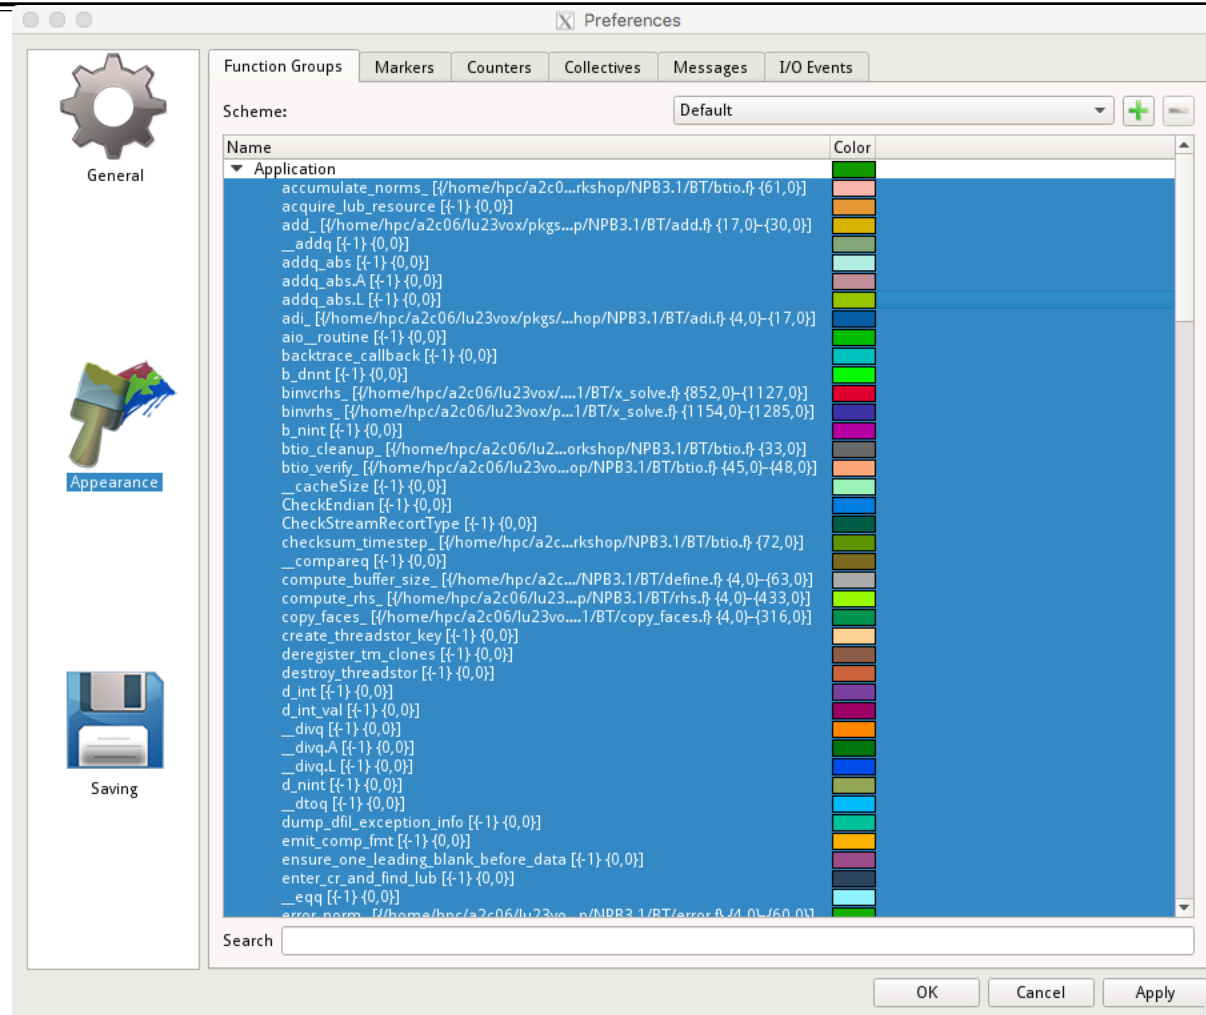 Preferences
General
Appearance
Saving
Function Groups Markers Counters Collectives Messages I/O Events
Scheme: Default
Name Color
Application
accumulate_norms_ [{/home/hpc/a2c0...rkshop/NPB3.1/BT/btio.f} {61,0}]
acquire_lub_resource [{-1} {0,0}]
add_ [{/home/hpc/a2c06/lu23vox/pkgs...p/NPB3.1/BT/add.f} {17,0}-{30,0}]
__addq [{-1} {0,0}]
addq_abs [{-1} {0,0}]
addq_abs.A [{-1} {0,0}]
addq_abs.L [{-1} {0,0}]
adi_ [{/home/hpc/a2c06/lu23vox/pkgs/...hop/NPB3.1/BT/adi.f} {4,0}-{17,0}]
aio__routine [{-1} {0,0}]
backtrace_callback [{-1} {0,0}]
b_dnnt [{-1} {0,0}]
binvcrhs_ [{/home/hpc/a2c06/lu23vox/....1/BT/x_solve.f} {852,0}-{1127,0}]
binvrhs_ [{/home/hpc/a2c06/lu23vox/p...1/BT/x_solve.f} {1154,0}-{1285,0}]
b_nint [{-1} {0,0}]
btio_cleanup_ [{/home/hpc/a2c06/lu2...orkshop/NPB3.1/BT/btio.f} {33,0}]
btio_verify_ [{/home/hpc/a2c06/lu23vo...op/NPB3.1/BT/btio.f} {45,0}-{48,0}]
__cacheSize [{-1} {0,0}]
CheckEndian [{-1} {0,0}]
CheckStreamRecortType [{-1} {0,0}]
checksum_timestep_ [{/home/hpc/a2c...rkshop/NPB3.1/BT/btio.f} {72,0}]
__compareq [{-1} {0,0}]
compute_buffer_size_ [{/home/hpc/a2c.../NPB3.1/BT/define.f} {4,0}-{63,0}]
compute_rhs_ [{/home/hpc/a2c06/lu23...p/NPB3.1/BT/rhs.f} {4,0}-{433,0}]
copy_faces_ [{/home/hpc/a2c06/lu23vo....1/BT/copy_faces.f} {4,0}-{316,0}]
create_threadstor_key [{-1} {0,0}]
deregister_tm_clones [{-1} {0,0}]
destroy_threadstor [{-1} {0,0}]
d_int [{-1} {0,0}]
d_int_val [{-1} {0,0}]
__divq [{-1} {0,0}]
__divq.A [{-1} {0,0}]
__divq.L [{-1} {0,0}]
d_nint [{-1} {0,0}]
__dtoq [{-1} {0,0}]
dump_dfil_exception_info [{-1} {0,0}]
emit_comp_fmt [{-1} {0,0}]
ensure_one_leading_blank_before_data [{-1} {0,0}]
enter_cr_and_find_lub [{-1} {0,0}]
__eqq [{-1} {0,0}]
error_norm_ [{/home/hpc/a2c06/lu23vo...p/NPB3.1/BT/error.f} {4,0}-{60,0}]
Search
OK Cancel Apply